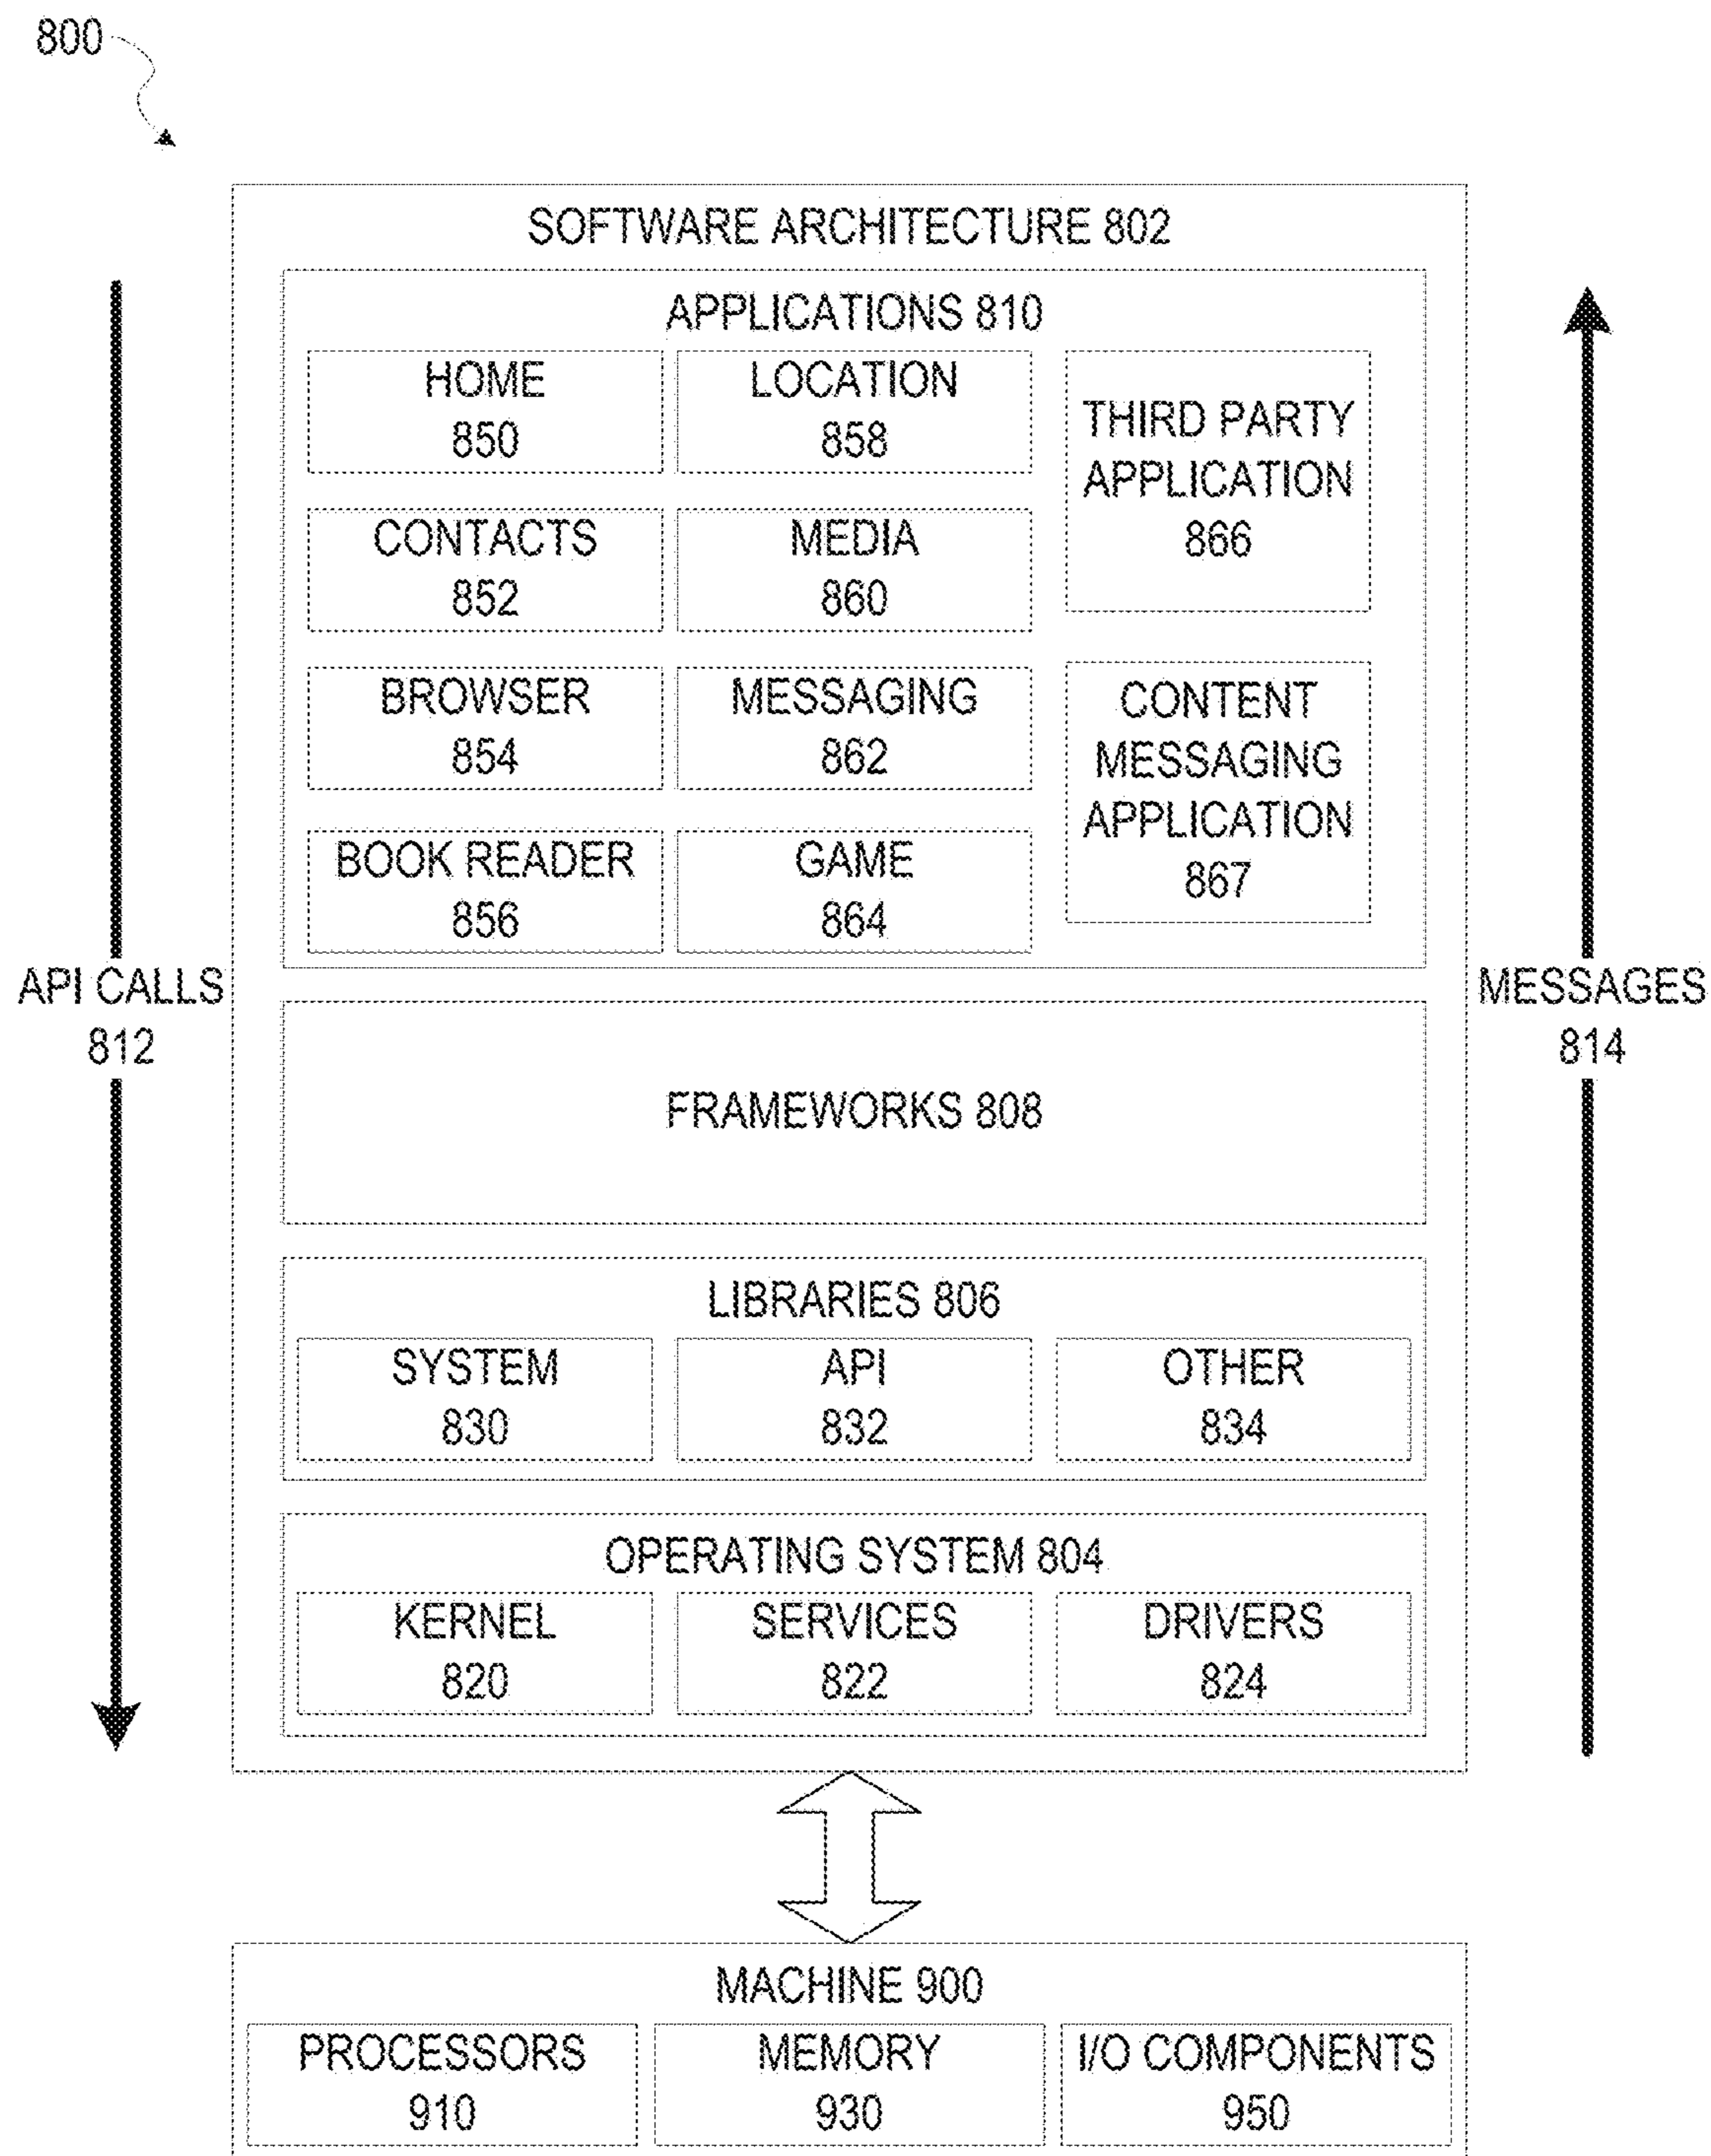 800
SOFTWARE ARCHITECTURE 802
APPLICATIONS 810
HOME
850
LOCATION
858
THIRD PARTY
APPLICATION
866
CONTACTS
852
MEDIA
860
BROWSER
854
MESSAGING
862
CONTENT
MESSAGING
APPLICATION
867
BOOK READER
856
GAME
864
API CALLS
812
MESSAGES
814
FRAMEWORKS 808
LIBRARIES 806
SYSTEM
830
API
832
OTHER
834
OPERATING SYSTEM 804
KERNEL
820
SERVICES
822
DRIVERS
824
MACHINE 900
PROCESSORS
910
MEMORY
930
I/O COMPONENTS
950